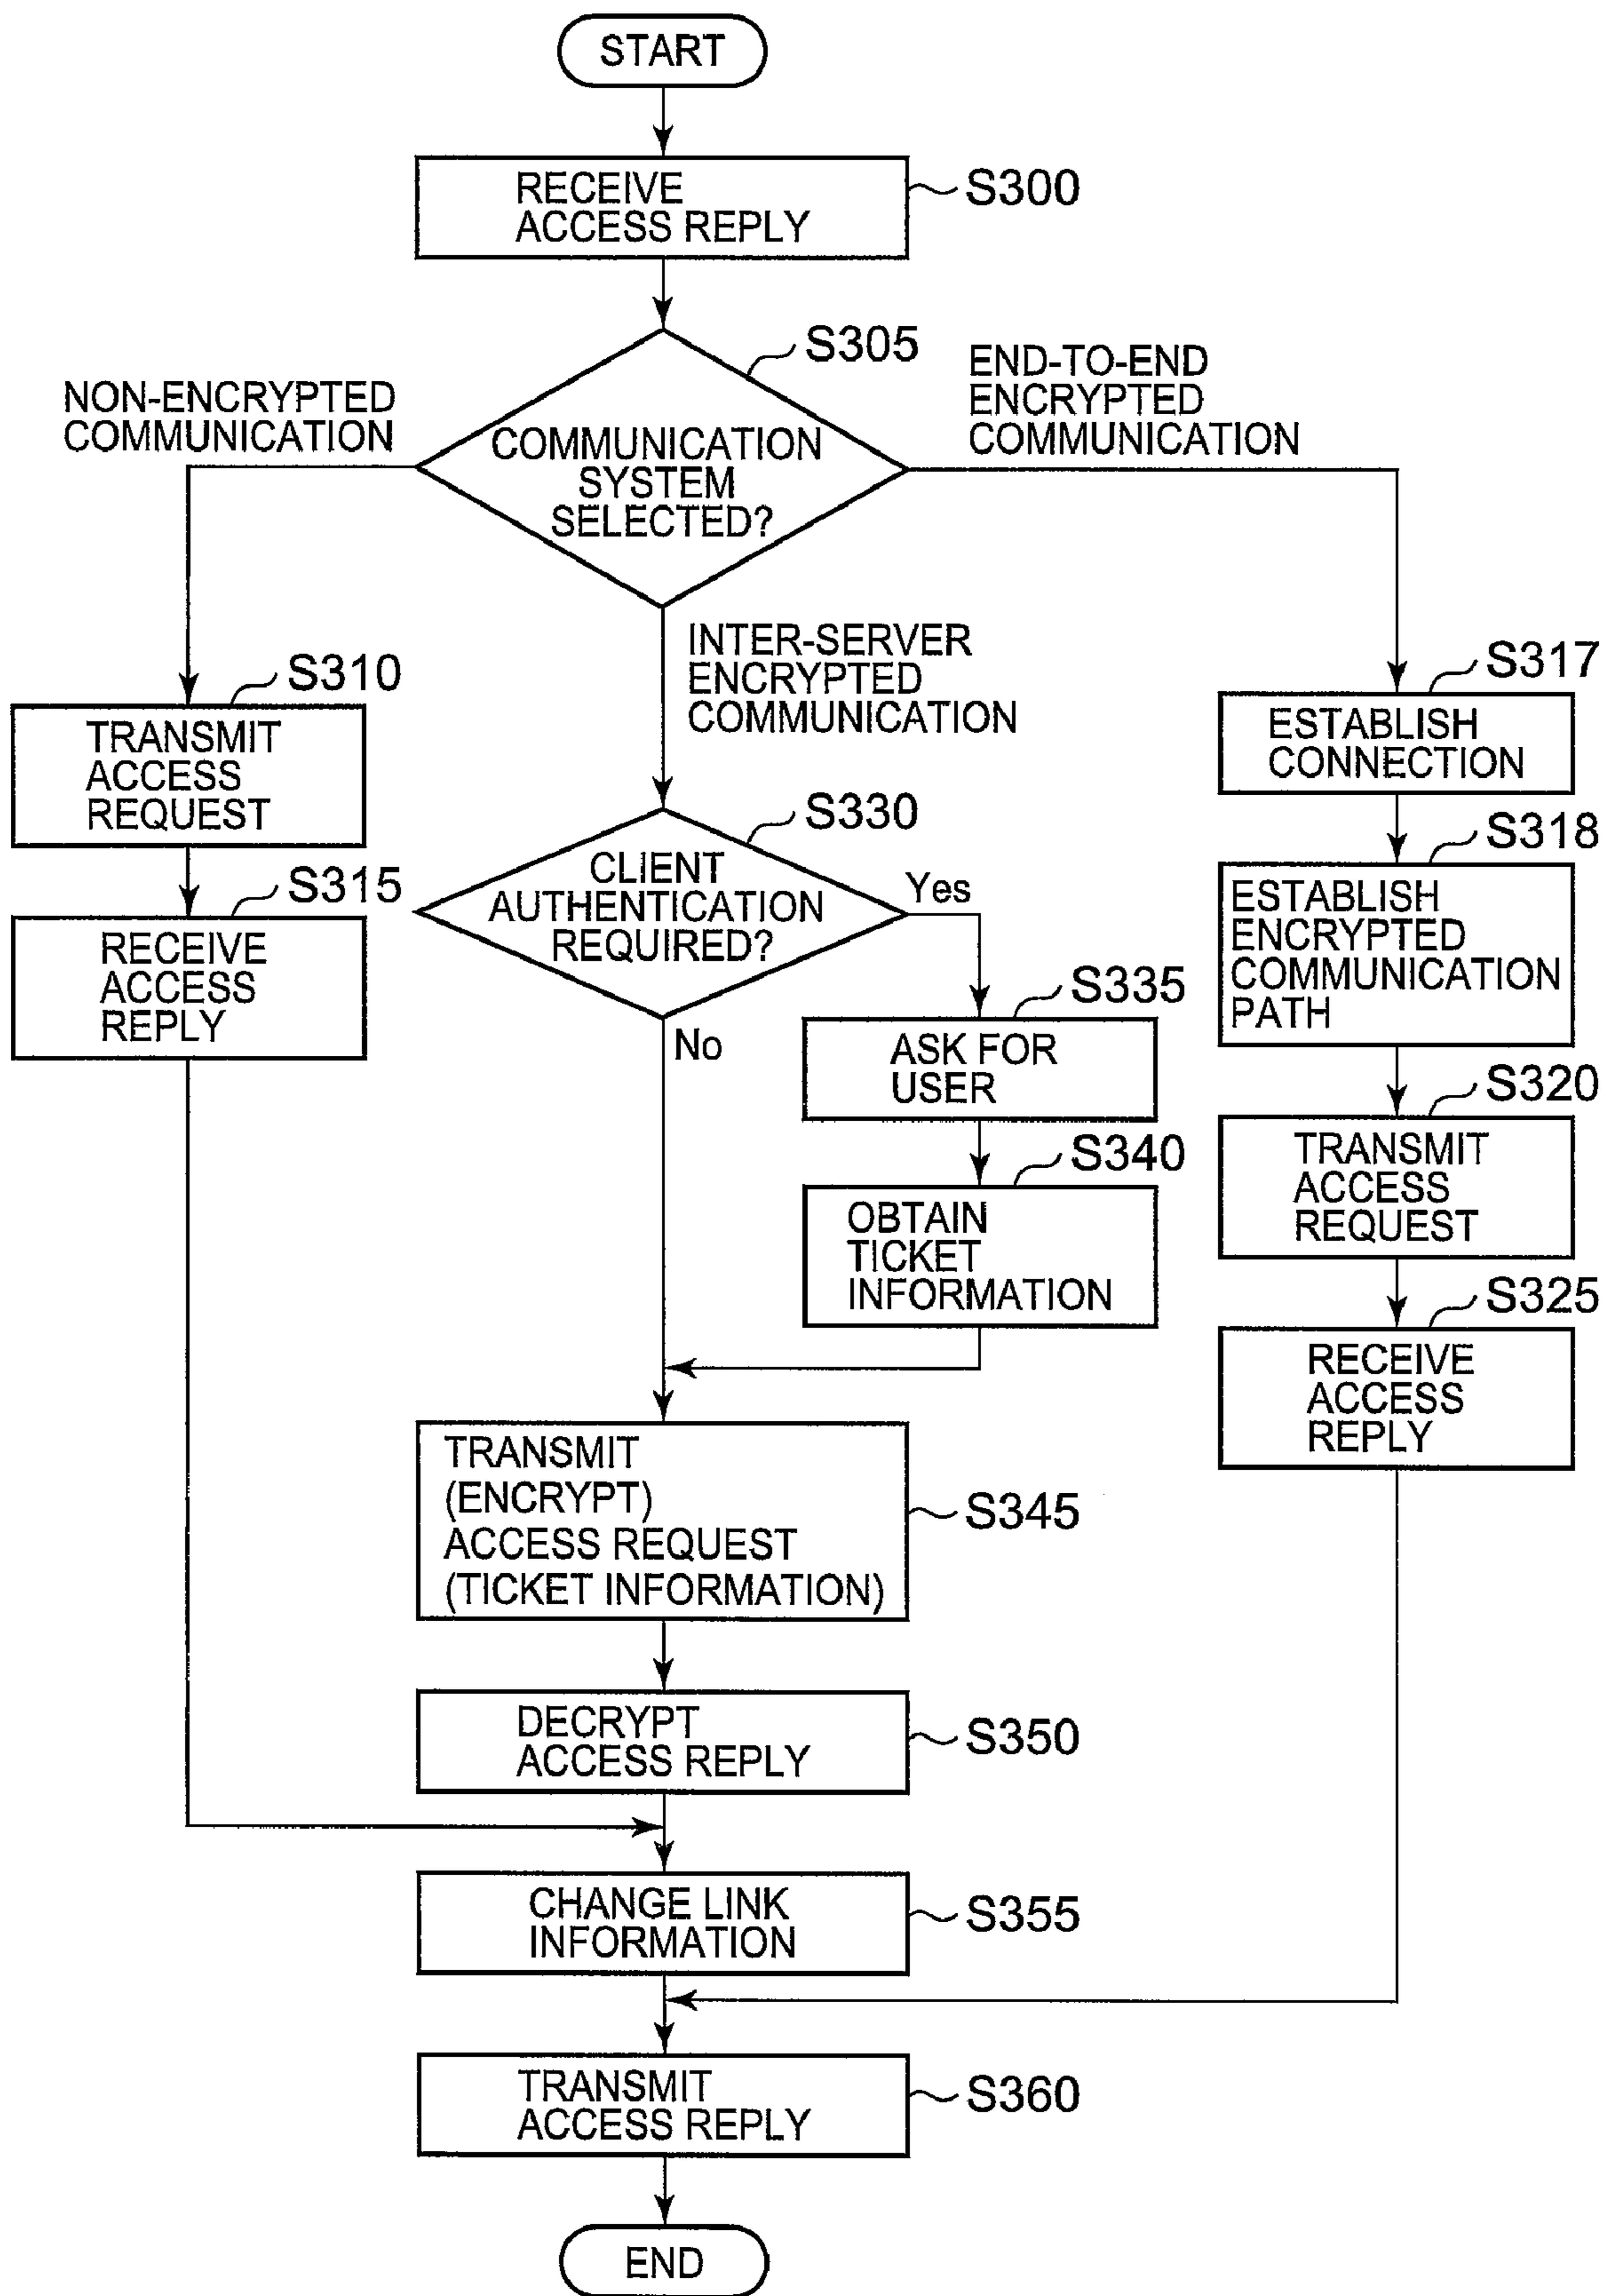 START
RECEIVE
ACCESS REPLY
S300
S305
COMMUNICATION
SYSTEM
SELECTED?
NON-ENCRYPTED
COMMUNICATION
END-TO-END
ENCRYPTED
COMMUNICATION
INTER-SERVER
ENCRYPTED
COMMUNICATION
S310
TRANSMIT
ACCESS
REQUEST
S315
RECEIVE
ACCESS
REPLY
S317
ESTABLISH
CONNECTION
S318
ESTABLISH
ENCRYPTED
COMMUNICATION
PATH
S320
TRANSMIT
ACCESS
REQUEST
S325
RECEIVE
ACCESS
REPLY
S330
CLIENT
AUTHENTICATION
REQUIRED?
Yes
No
S335
ASK FOR
USER
S340
OBTAIN
TICKET
INFORMATION
TRANSMIT
(ENCRYPT)
ACCESS REQUEST
(TICKET INFORMATION)
S345
DECRYPT
ACCESS REPLY
S350
CHANGE LINK
INFORMATION
S355
TRANSMIT
ACCESS REPLY
S360
END